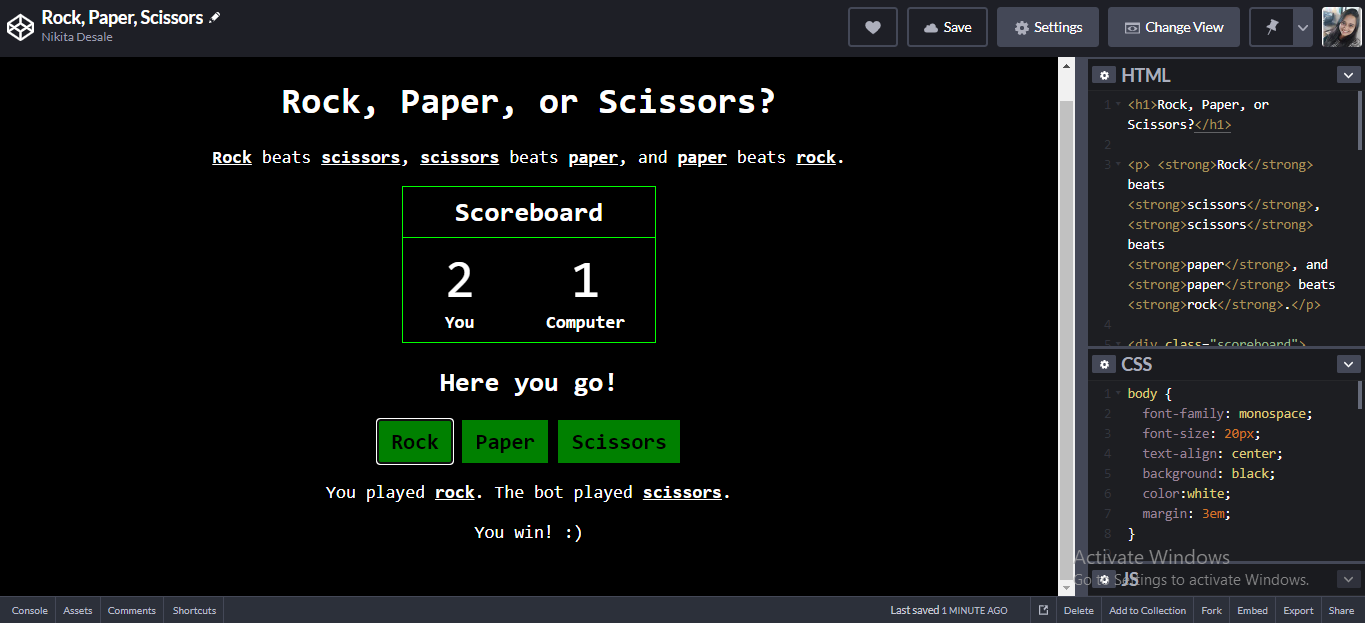 Rock, Paper, Scissors
Nikita Desale
Save
Settings
Change View
Rock, Paper, or Scissors?
Rock beats scissors, scissors beats paper, and paper beats rock.
Scoreboard
2 1
You Computer
Here you go!
Rock Paper Scissors
You played rock. The bot played scissors.
You win! :)
HTML
1 <h1>Rock, Paper, or
Scissors?</h1>
2
3 <p> <strong>Rock</strong>
beats
<strong>scissors</strong>,
<strong>scissors</strong>
beats
<strong>paper</strong>, and
<strong>paper</strong> beats
<strong>rock</strong>.</p>
4
5 <div class="scoreboard">
CSS
1 body {
2 font-family: monospace;
3 font-size: 20px;
4 text-align: center;
5 background: black;
6 color:white;
7 margin: 3em;
8 }
JS
Activate Windows
Go to Settings to activate Windows.
Console Assets Comments Shortcuts Last saved 1 MINUTE AGO Delete Add to Collection Fork Embed Export Share